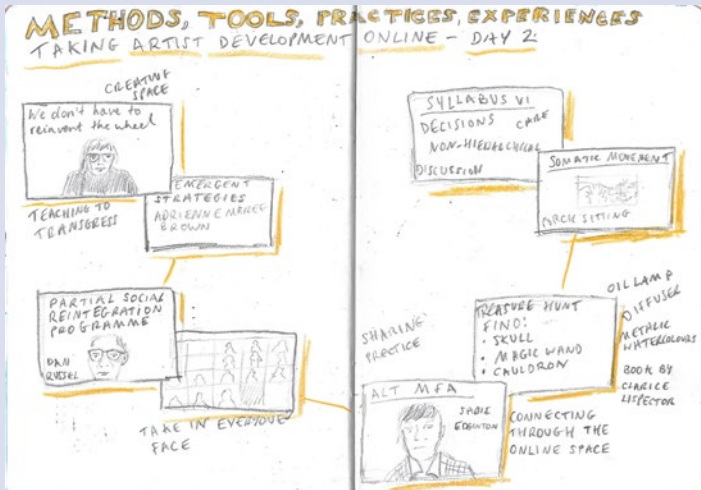 METHODS, TOOLS, PRACTICES, EXPERIENCES
TAKING ARTIST DEVELOPMENT ONLINE – DAY 2
CREATING
SPACE
We don't have to
reinvent the wheel
TEACHING TO
TRANSGRESS
EMERGENT
STRATEGIES
ADRIENNE MAREE
BROWN
PARTIAL SOCIAL
REINTEGRATION
PROGRAMME
DAN
RUSSEL
TAKE IN EVERYONE
FACE
SYLLABUS VI
DECISIONS CARE
NON-HIERARCHICAL
DISCUSSION
SOMATIC MOVEMENT
PORCH SITTING
TREASURE HUNT
FIND:
• SKULL
• MAGIC WAND
• CAULDRON
OIL LAMP
DIFFUSER
METALIC
WATERCOLOURS
BOOK BY
CLARICE
LISPECTOR
SHARING
PRACTICE
ALT MFA
SADIE
EDGINTON
CONNECTING
THROUGH THE
ONLINE SPACE